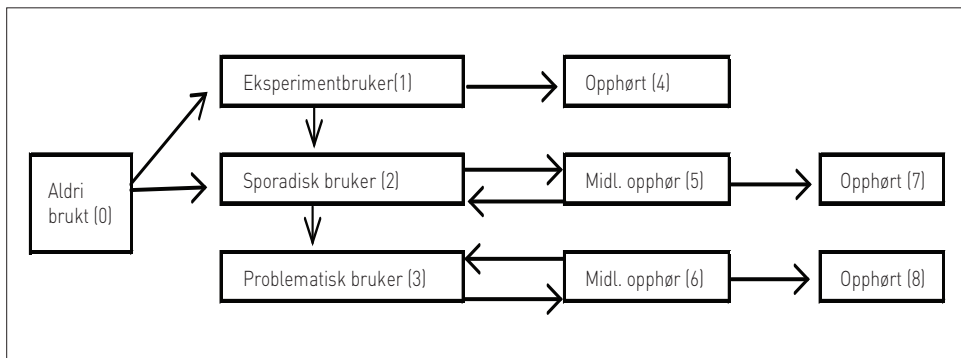 Eksperimentbruker(1)
Opphørt (4)
Aldri
brukt (0)
Sporadisk bruker (2)
Midl. opphør (5)
Opphørt (7)
Problematisk bruker (3)
Midl. opphør (6)
Opphørt (8)